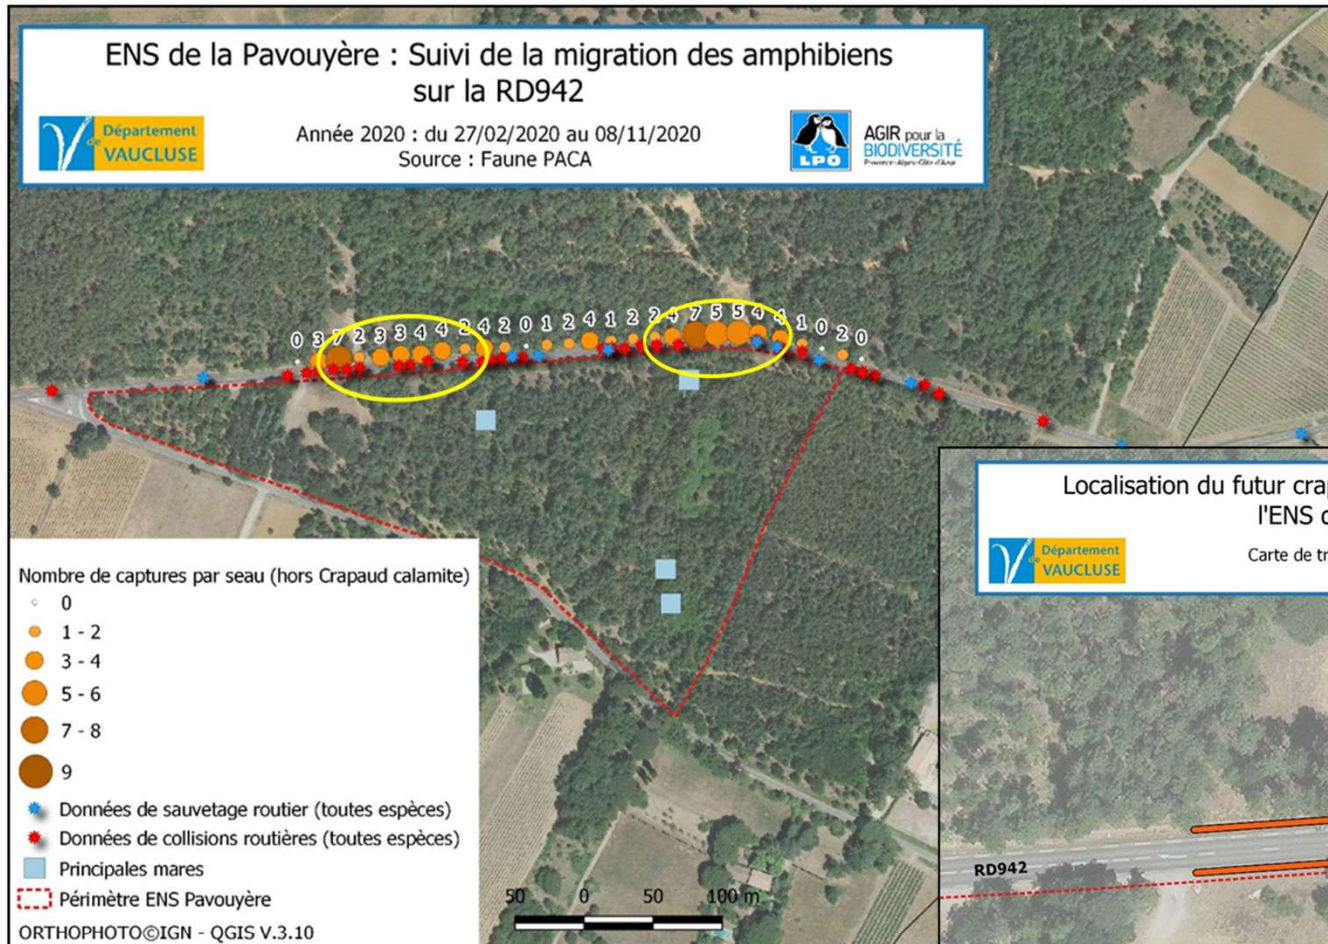 ENS de la Pavouyère : Suivi de la migration des amphibiens
sur la RD942
Département
de VAUCLUSE
Année 2020 : du 27/02/2020 au 08/11/2020
Source : Faune PACA
LPO
AGIR pour la
BIODIVERSITÉ
Provence-Alpes-Côte d'Azur
0 3 7 2 3 3 4 4 2 4 2 0 1 2 4 1 2 2 4 7 5 5 4 4 1 0 2 0
Localisation du futur crap
l'ENS d
Département
de VAUCLUSE
Carte de tr
RD942
Nombre de captures par seau (hors Crapaud calamite)
0
1 - 2
3 - 4
5 - 6
7 - 8
9
Données de sauvetage routier (toutes espèces)
Données de collisions routières (toutes espèces)
Principales mares
Périmètre ENS Pavouyère
ORTHOPHOTO©IGN - QGIS V.3.10
50 0 50 100 m